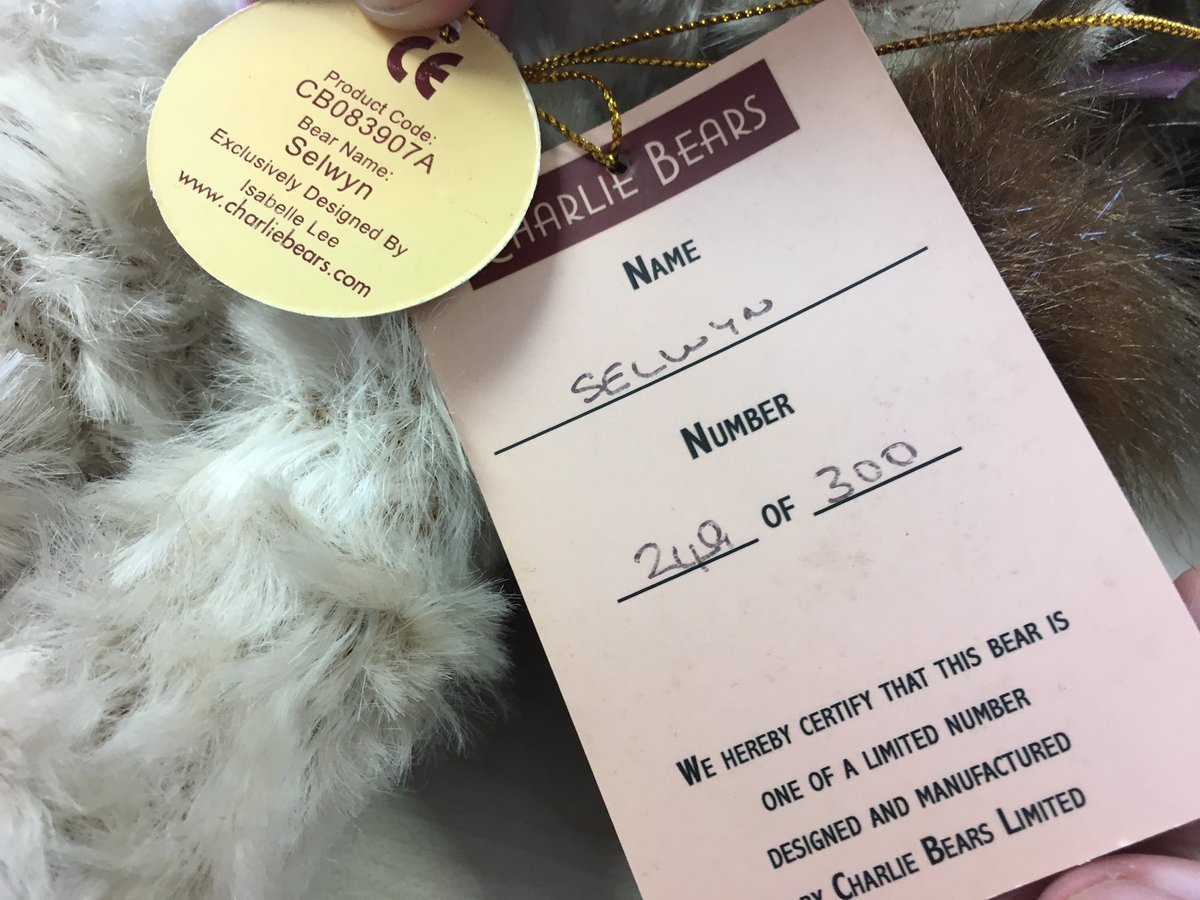 CE
Product Code:
CB083907A
Bear Name:
Selwyn
Exclusively Designed By
Isabelle Lee
www.charliebears.com
CHARLIE BEARS
NAME
SELWYN
NUMBER
249 OF 300
WE HEREBY CERTIFY THAT THIS BEAR IS
ONE OF A LIMITED NUMBER
DESIGNED AND MANUFACTURED
BY CHARLIE BEARS LIMITED